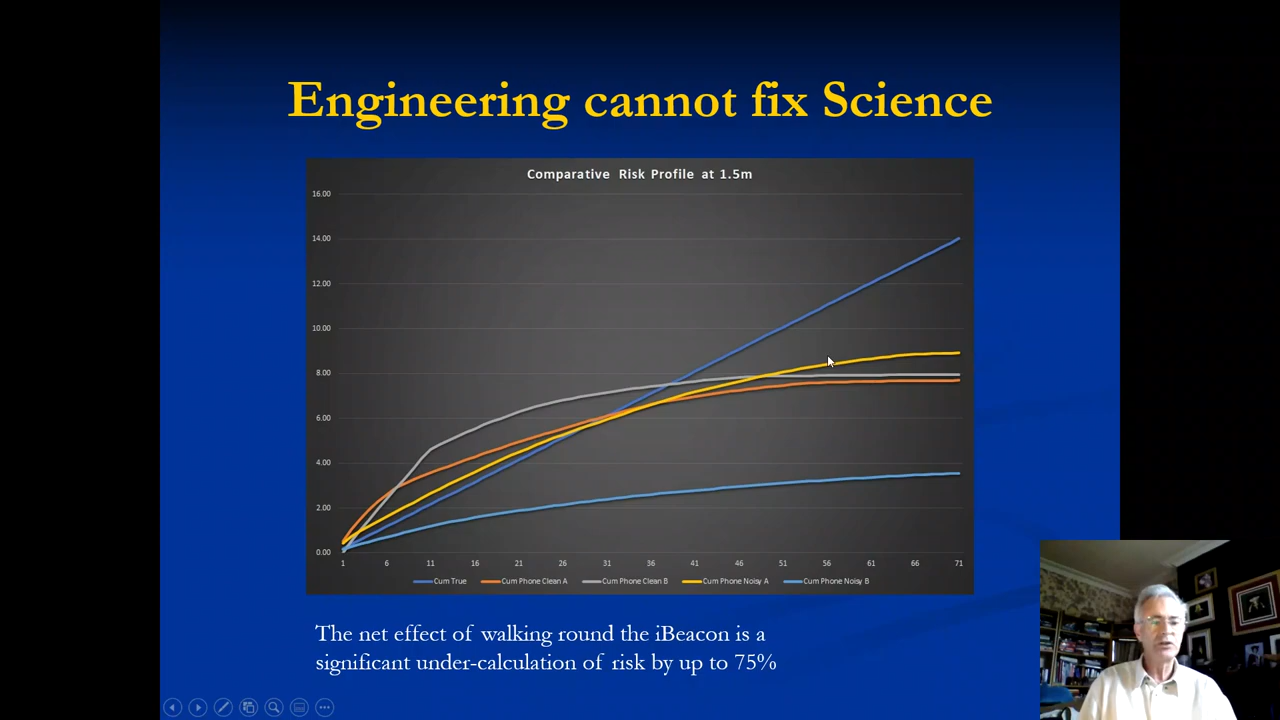 Engineering cannot fix Science
Comparative Risk Profile at 1.5m
16.00
14.00
12.00
10.00
8.00
6.00
4.00
2.00
0.00
1 6 11 16 21 26 31 36 41 46 51 56 61 66 71
Cum True Cum Phone Clean A Cum Phone Clean B Cum Phone Noisy A Cum Phone Noisy B
The net effect of walking round the iBeacon is a
significant under-calculation of risk by up to 75%